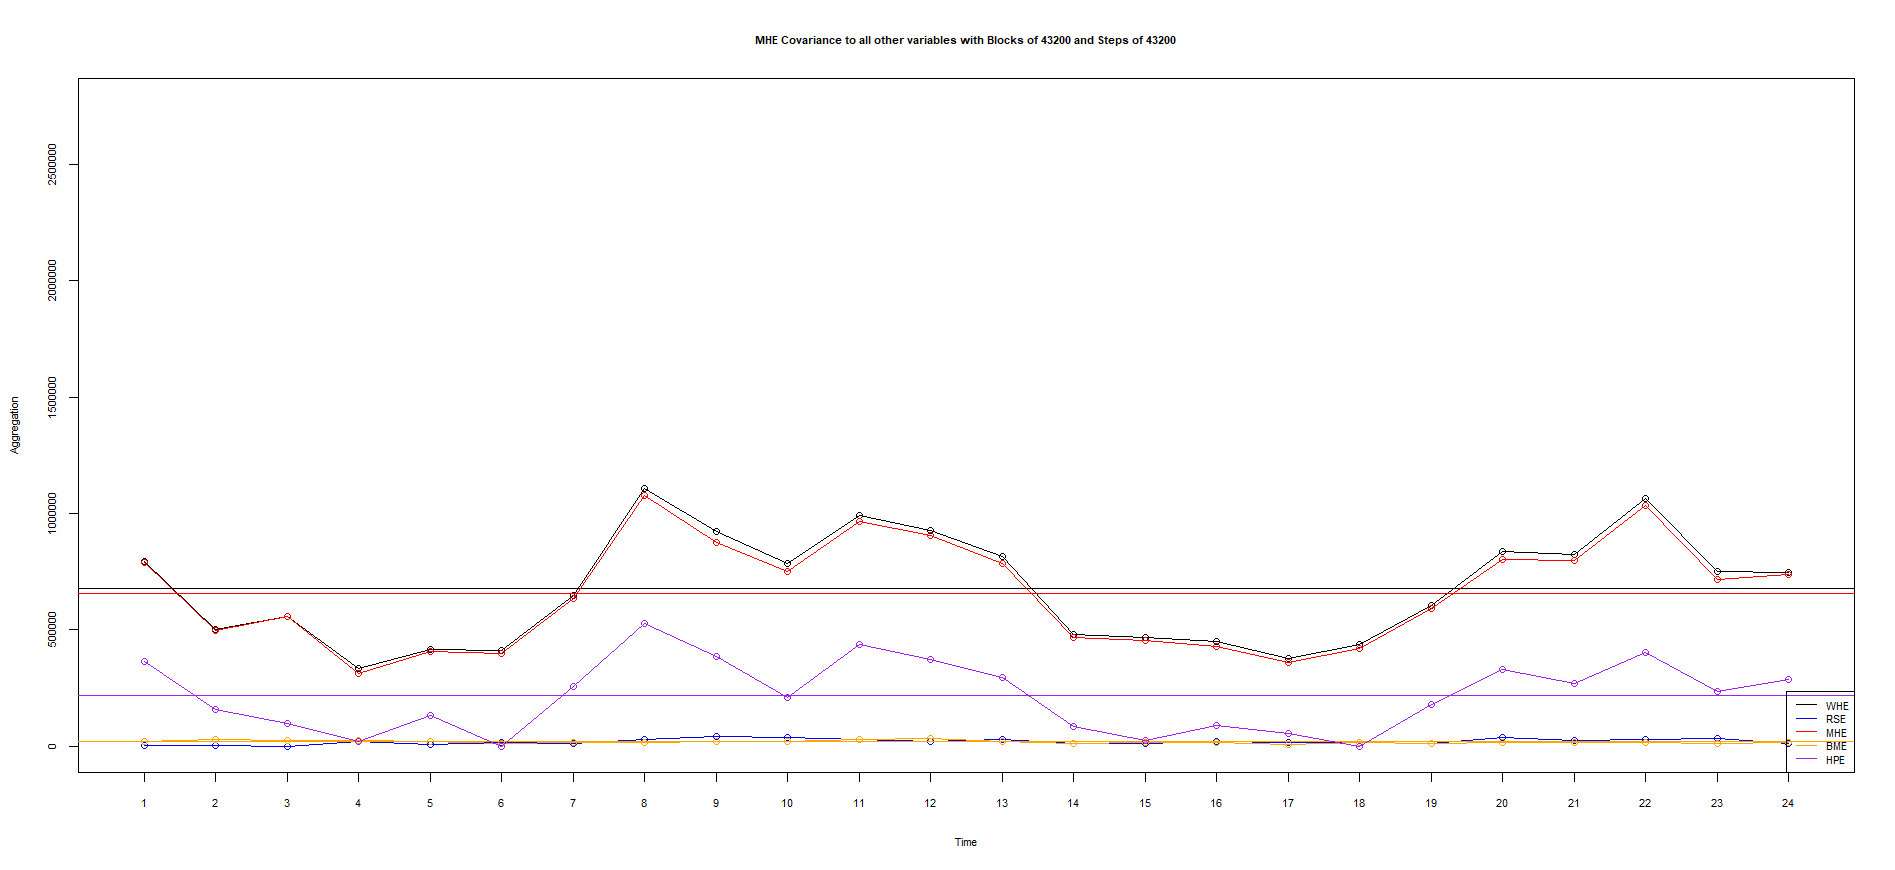 MHE Covariance to all other variables with Blocks of 43200 and Steps of 43200
Aggregation
2500000
2000000
1500000
1000000
500000
0
WHE
RSE
MHE
BME
HPE
1 2 3 4 5 6 7 8 9 10 11 12 13 14 15 16 17 18 19 20 21 22 23 24
Time